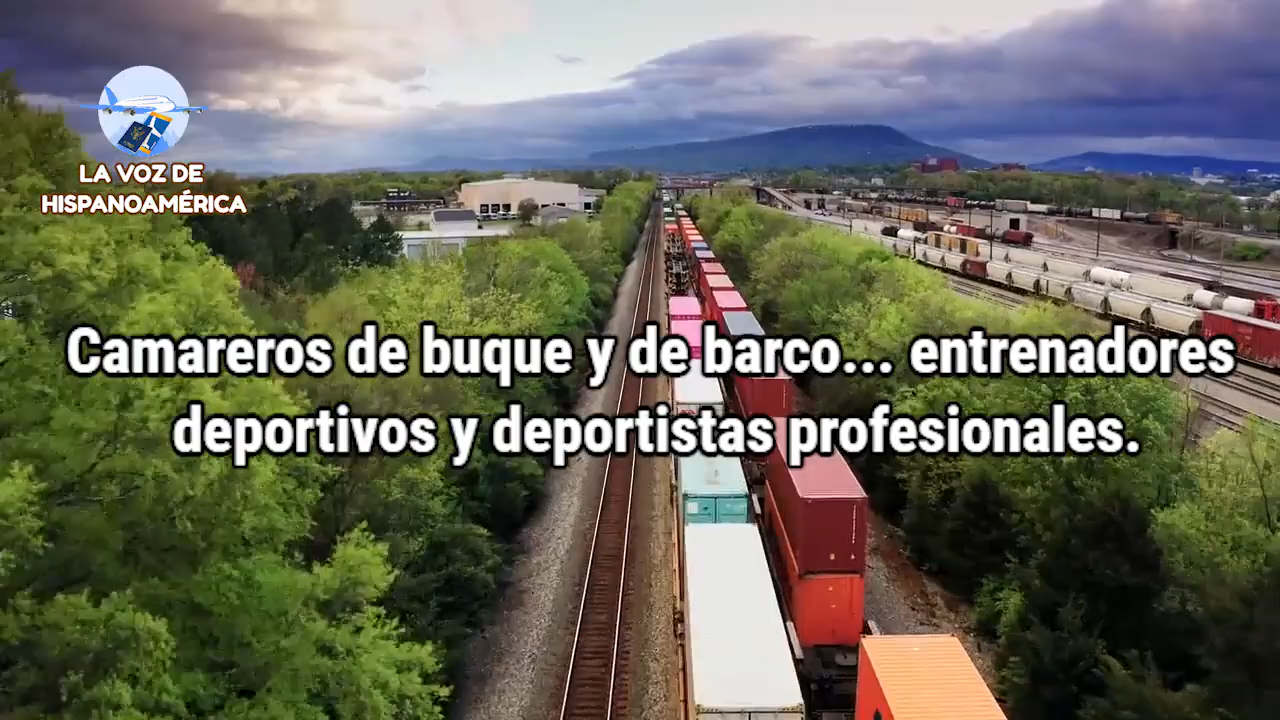 LA VOZ DE
HISPANOAMÉRICA
Camareros de buque y de barco... entrenadores
deportivos y deportistas profesionales.